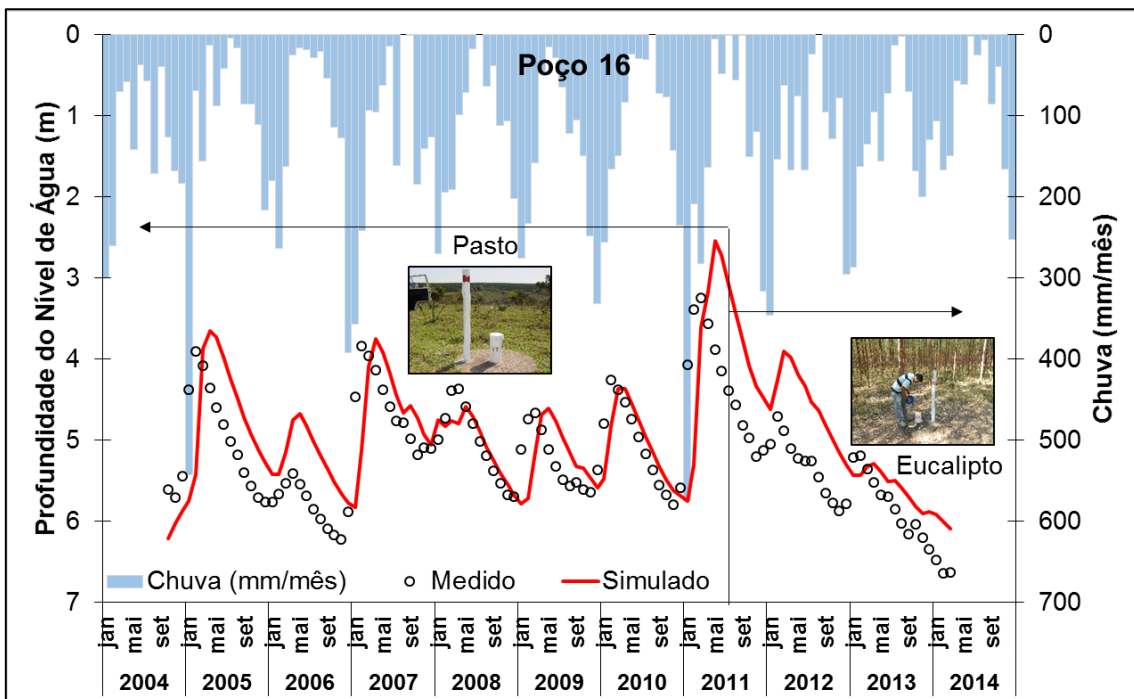 Poço 16
Profundidade do Nível de Água (m)
0
1
2
3
4
5
6
7
Chuva (mm/mês)
0
100
200
300
400
500
600
700
Pasto
Eucalipto
Chuva (mm/mês) Medido Simulado
jan mai set jan mai set jan mai set jan mai set jan mai set jan mai set jan mai set jan mai set jan mai set jan mai set jan mai set
2004 2005 2006 2007 2008 2009 2010 2011 2012 2013 2014